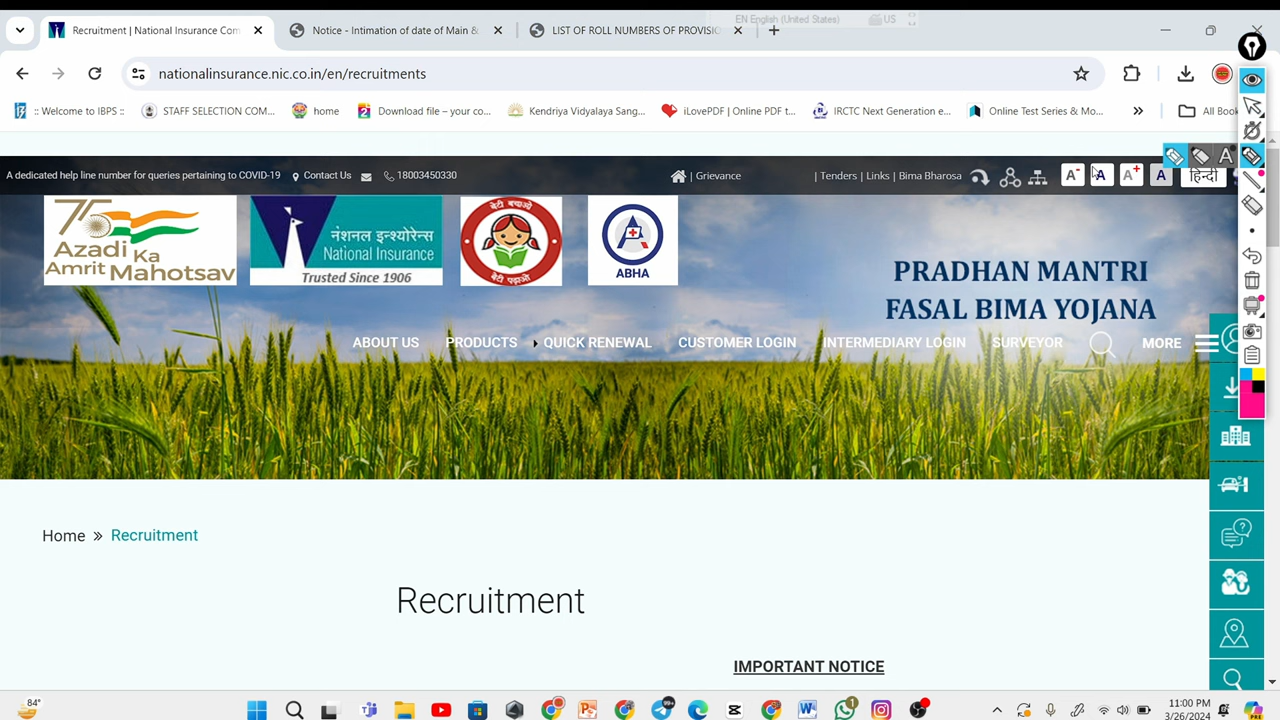 EN English (United States)
US
Recruitment | National Insurance Com
Notice - Intimation of date of Main &
LIST OF ROLL NUMBERS OF PROVISIO
nationalinsurance.nic.co.in/en/recruitments
:: Welcome to IBPS ::
STAFF SELECTION COM...
home
Download file – your co...
Kendriya Vidyalaya Sang...
iLovePDF | Online PDF t...
IRCTC Next Generation e...
Online Test Series & Mo...
»
All Book
A dedicated help line number for queries pertaining to COVID-19
Contact Us
18003450330
| Grievance
| Tenders | Links | Bima Bharosa
A-
A
A+
A
हिन्दी
A
75
Azadi Ka
Amrit Mahotsav
नेशनल इन्श्योरेन्स
National Insurance
Trusted Since 1906
बेटी बचाओ
बेटी पढ़ाओ
ABHA
PRADHAN MANTRI
FASAL BIMA YOJANA
ABOUT US
PRODUCTS
QUICK RENEWAL
CUSTOMER LOGIN
INTERMEDIARY LOGIN
SURVEYOR
MORE
Home » Recruitment
Recruitment
IMPORTANT NOTICE
84°
99+
1
11:00 PM
3/26/2024
PRE